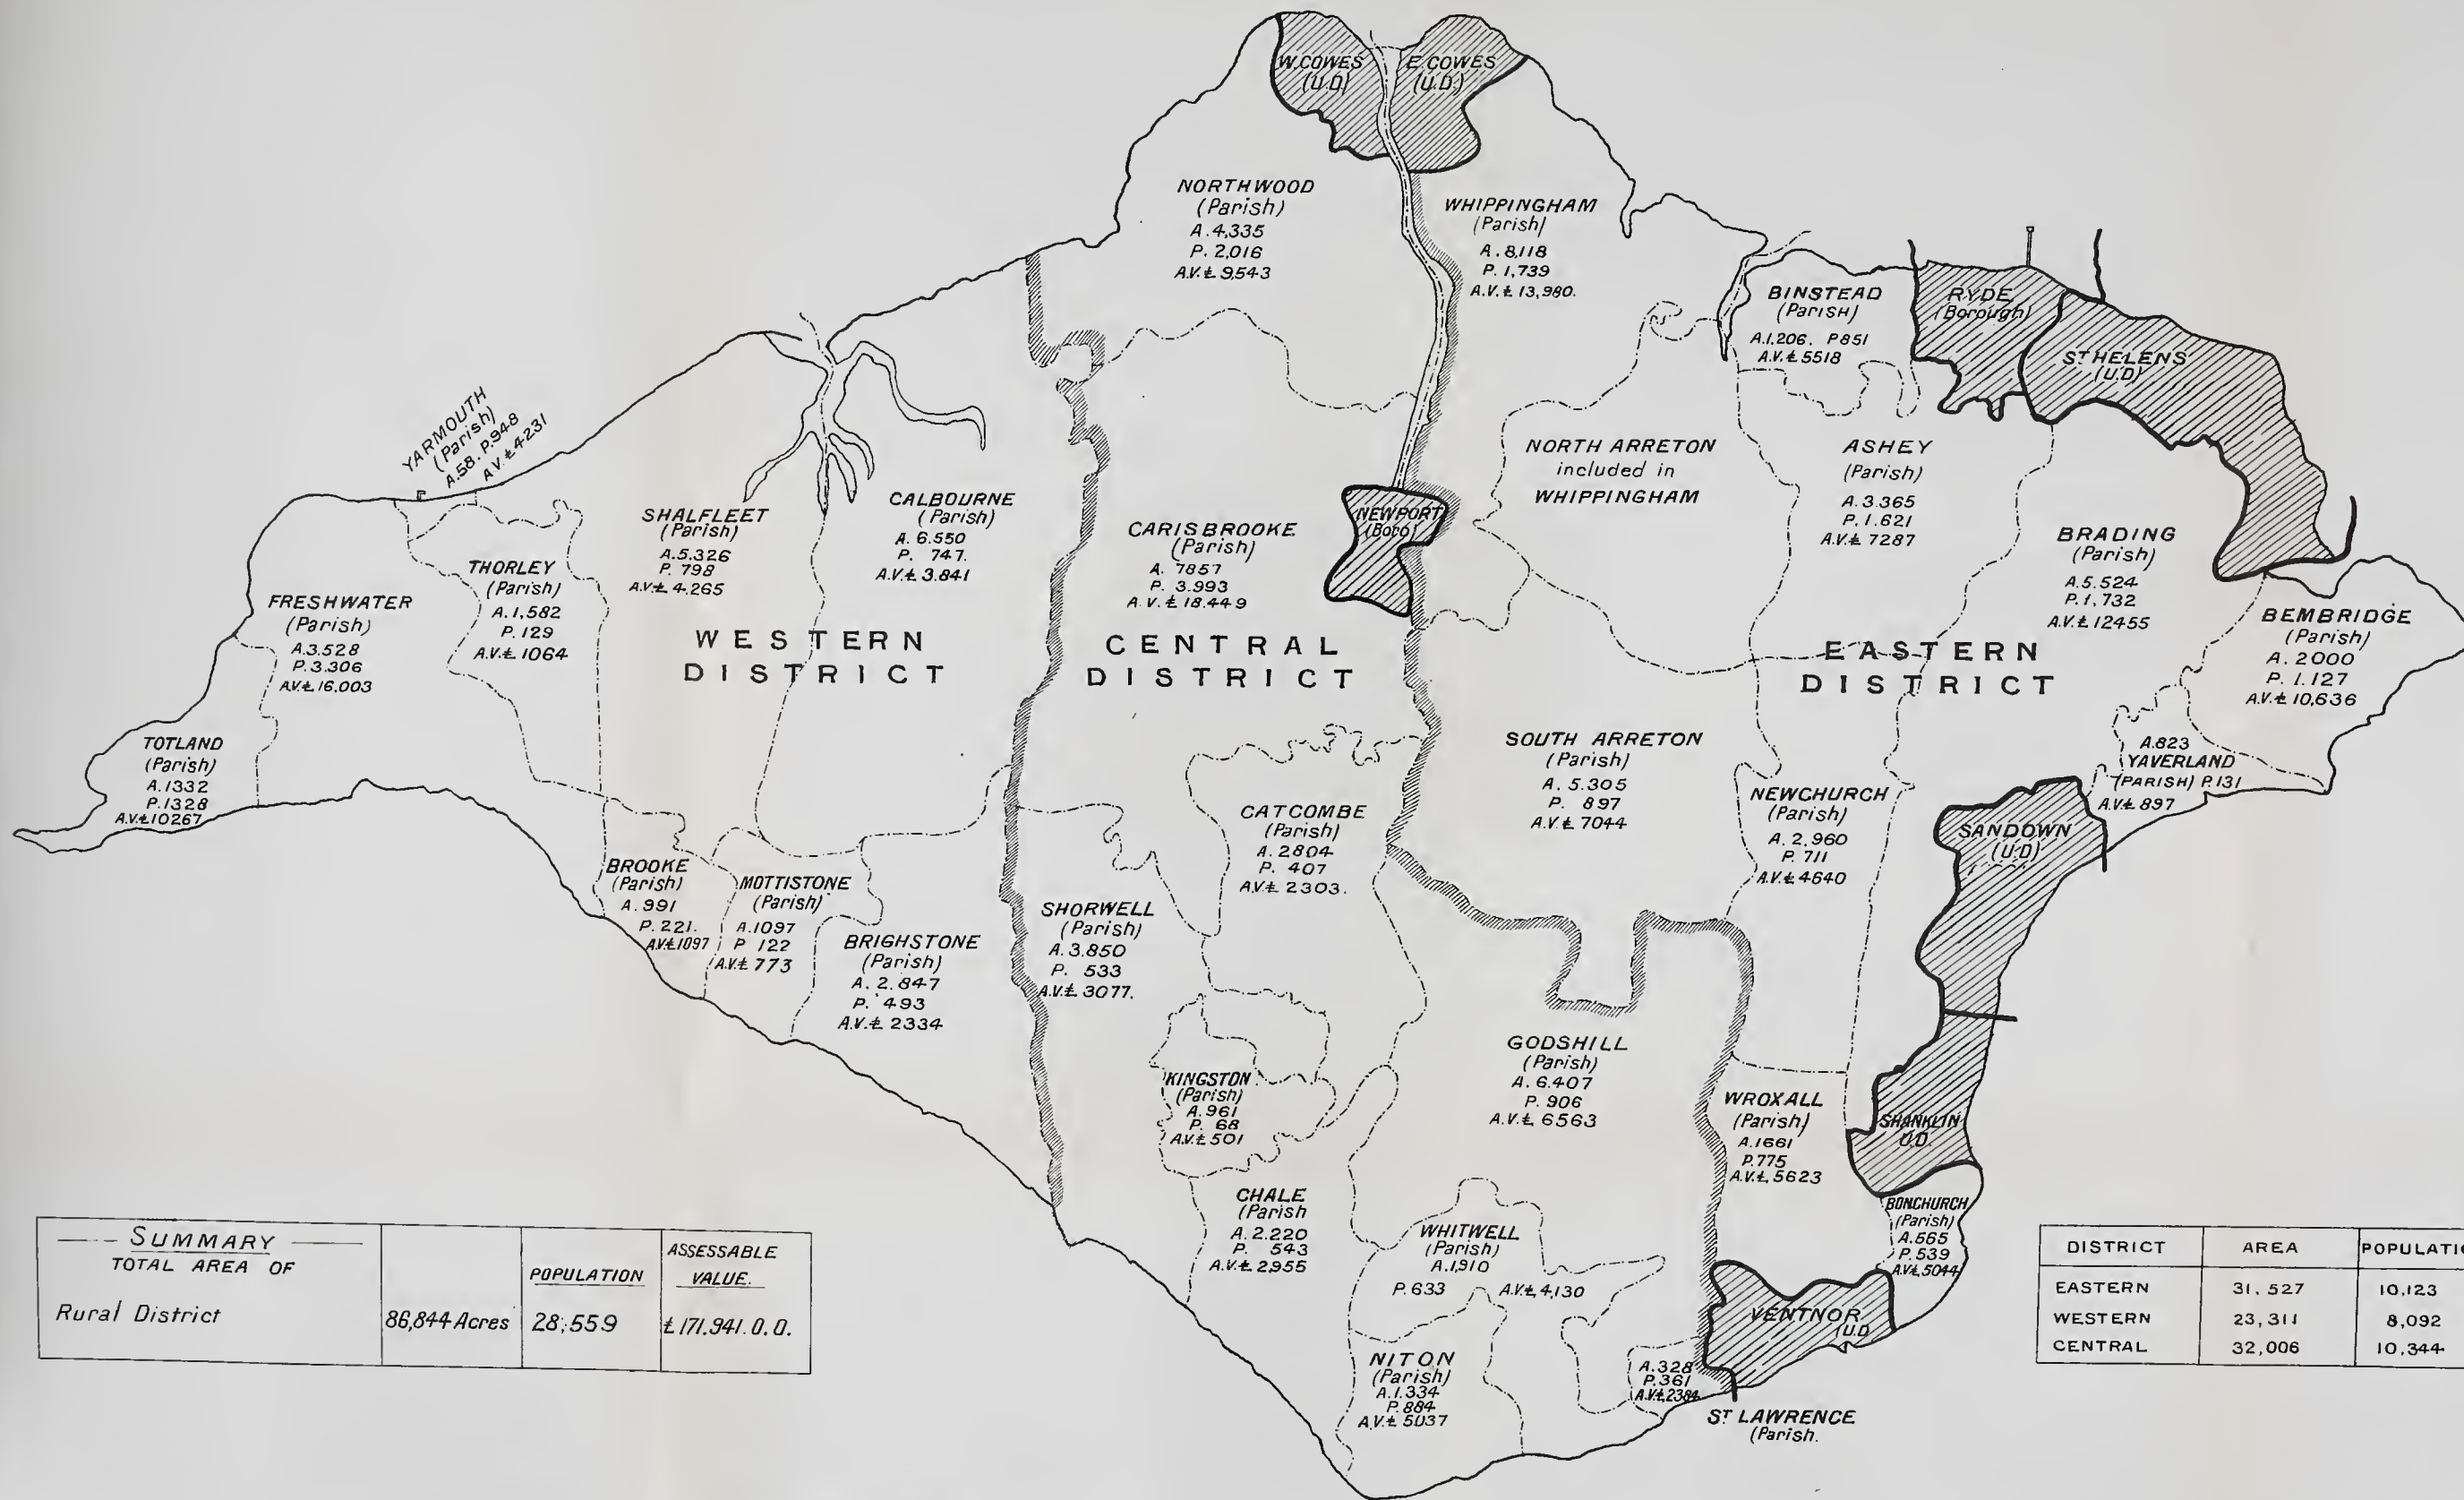 W. COWES
(U.D.)
E. COWES
(U.D.)
NORTHWOOD
(Parish)
A. 4,335
P. 2,016
A.V. £ 9,543
WHIPPINGHAM
(Parish)
A. 8,118
P. 1,739
A.V. £ 13,980.
BINSTEAD
(PARISH)
A.1.206. P851
A.V. £ 5518
RYDE
(Borough)
ST HELENS
(U.D)
YARMOUTH
(Parish)
A.58. P.948
A.V. £ 4231
SHALFLEET
(Parish)
A.5.326
P. 798
A.V. £ 4.265
CALBOURNE
(Parish)
A. 6.550
P. 747.
A.V. £ 3.841
CARISBROOKE
(Parish)
A. 7857
P. 3.993
A.V. £ 18.449
NEWPORT
(Boro)
NORTH ARRETON
included in
WHIPPINGHAM
ASHEY
(Parish)
A.3.365
P.1.621
A.V. £ 7287
BRADING
(Parish)
A.5.524
P.1,732
A.V. £ 12455
BEMBRIDGE
(Parish)
A. 2000
P. 1.127
A.V. £ 10,636
FRESHWATER
(Parish)
A.3.528
P.3.306
A.V. £ 16.003
THORLEY
(Parish)
A.1,582
P.129
A.V. £ 1064
WESTERN
DISTRICT
CENTRAL
DISTRICT
EASTERN
DISTRICT
TOTLAND
(Parish)
A.1332
P.1328
A.V. £10267
SOUTH ARRETON
(Parish)
A. 5.305
P. 897
A.V. £ 7044
NEWCHURCH
(Parish)
A. 2,960
P. 711
A.V. £ 4640
A.823
YAVERLAND
(PARISH) P.131
A.V. £ 897
SANDOWN
(U.D)
CATCOMBE
(Parish)
A. 2804
P. 407
A.V. £ 2303.
BROOKE
(Parish)
A. 991
P. 221.
A.V. £1097
MOTTISTONE
(Parish)
A.1097
P 122
A.V. £ 773
BRIGHSTONE
(Parish)
A. 2.847
P. 493
A.V. £ 2334
SHORWELL
(Parish)
A.3.850
P. 533
A.V. £ 3077.
KINGSTON
(Parish)
A. 961
P. 68
A.V. £ 501
GODSHILL
(Parish)
A. 6.407
P. 906
A.V. £ 6563
WROXALL
(Parish)
A.1661
P.775
A.V. £ 5623
SHANKLIN
U.D.
BONCHURCH
(Parish)
A.565
P.539
A.V. £ 5044
CHALE
(Parish
A. 2.220
P. 543
A.V. £ 2,955
WHITWELL
(Parish)
A.1,910
P. 633 A.V. £ 4,130
VENTNOR
(U.D
NITON
(Parish)
A.1.334
P. 884
A.V. £ 5037
A.328
P.361
A.V. £ 2384
ST LAWRENCE
(Parish.
SUMMARY
TOTAL AREA OF
POPULATION
ASSESSABLE
VALUE.
Rural District 86,844 Acres 28,559 £ 171.941. 0. 0.
DISTRICT AREA POPULATIO
EASTERN 31.527 10,123
WESTERN 23,311 8,092
CENTRAL 32,006 10,344